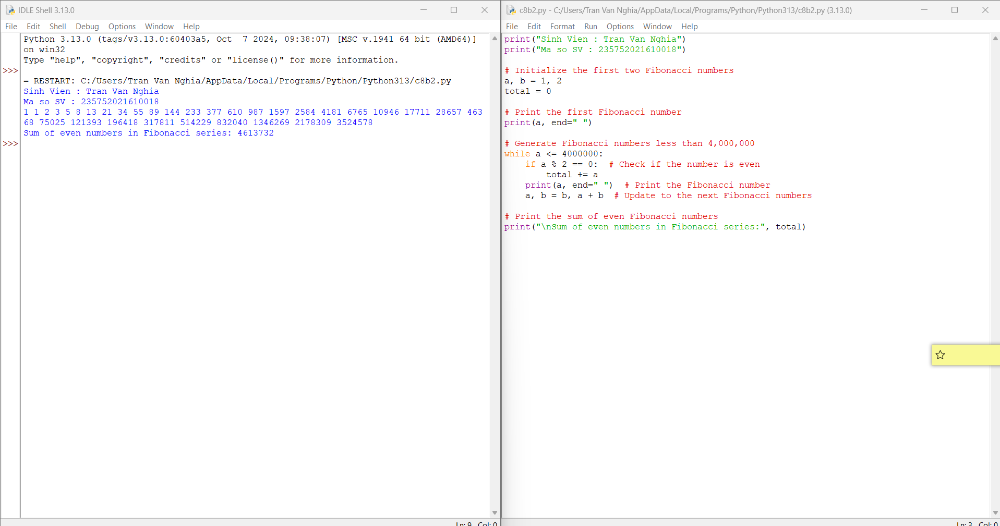 IDLE Shell 3.13.0
File Edit Shell Debug Options Window Help
Python 3.13.0 (tags/v3.13.0:60403a5, Oct  7 2024, 09:38:07) [MSC v.1941 64 bit (AMD64)]
on win32
Type "help", "copyright", "credits" or "license()" for more information.
>>>
= RESTART: C:/Users/Tran Van Nghia/AppData/Local/Programs/Python/Python313/c8b2.py
Sinh Vien : Tran Van Nghia
Ma so SV : 235752021610018
1 1 2 3 5 8 13 21 34 55 89 144 233 377 610 987 1597 2584 4181 6765 10946 17711 28657 463
68 75025 121393 196418 317811 514229 832040 1346269 2178309 3524578
Sum of even numbers in Fibonacci series: 4613732
>>>
Ln: 9 Col: 0
c8b2.py - C:/Users/Tran Van Nghia/AppData/Local/Programs/Python/Python313/c8b2.py (3.13.0)
File Edit Format Run Options Window Help
print("Sinh Vien : Tran Van Nghia")
print("Ma so SV : 235752021610018")
# Initialize the first two Fibonacci numbers
a, b = 1, 2
total = 0
# Print the first Fibonacci number
print(a, end=" ")
# Generate Fibonacci numbers less than 4,000,000
while a <= 4000000:
    if a % 2 == 0:  # Check if the number is even
        total += a
    print(a, end=" ")  # Print the Fibonacci number
    a, b = b, a + b  # Update to the next Fibonacci numbers
# Print the sum of even Fibonacci numbers
print("\nSum of even numbers in Fibonacci series:", total)
Ln: 3 Col: 0